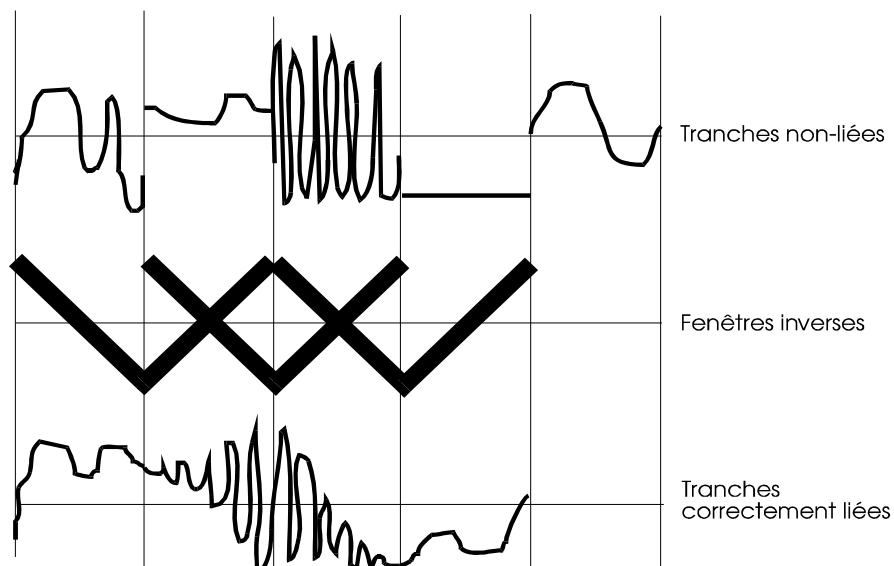 Tranches non-liées
Fenêtres inverses
Tranches
correctement liées